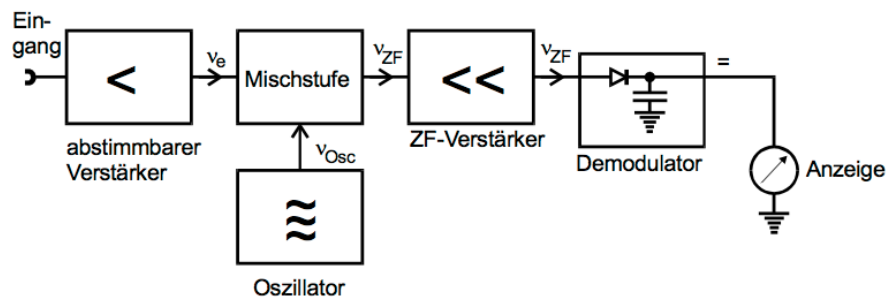 Ein-
gang
<
abstimmbarer
Verstärker
νe
Mischstufe
νZF
<<
ZF-Verstärker
νZF
Demodulator
=
Anzeige
νOsc
≈
Oszillator